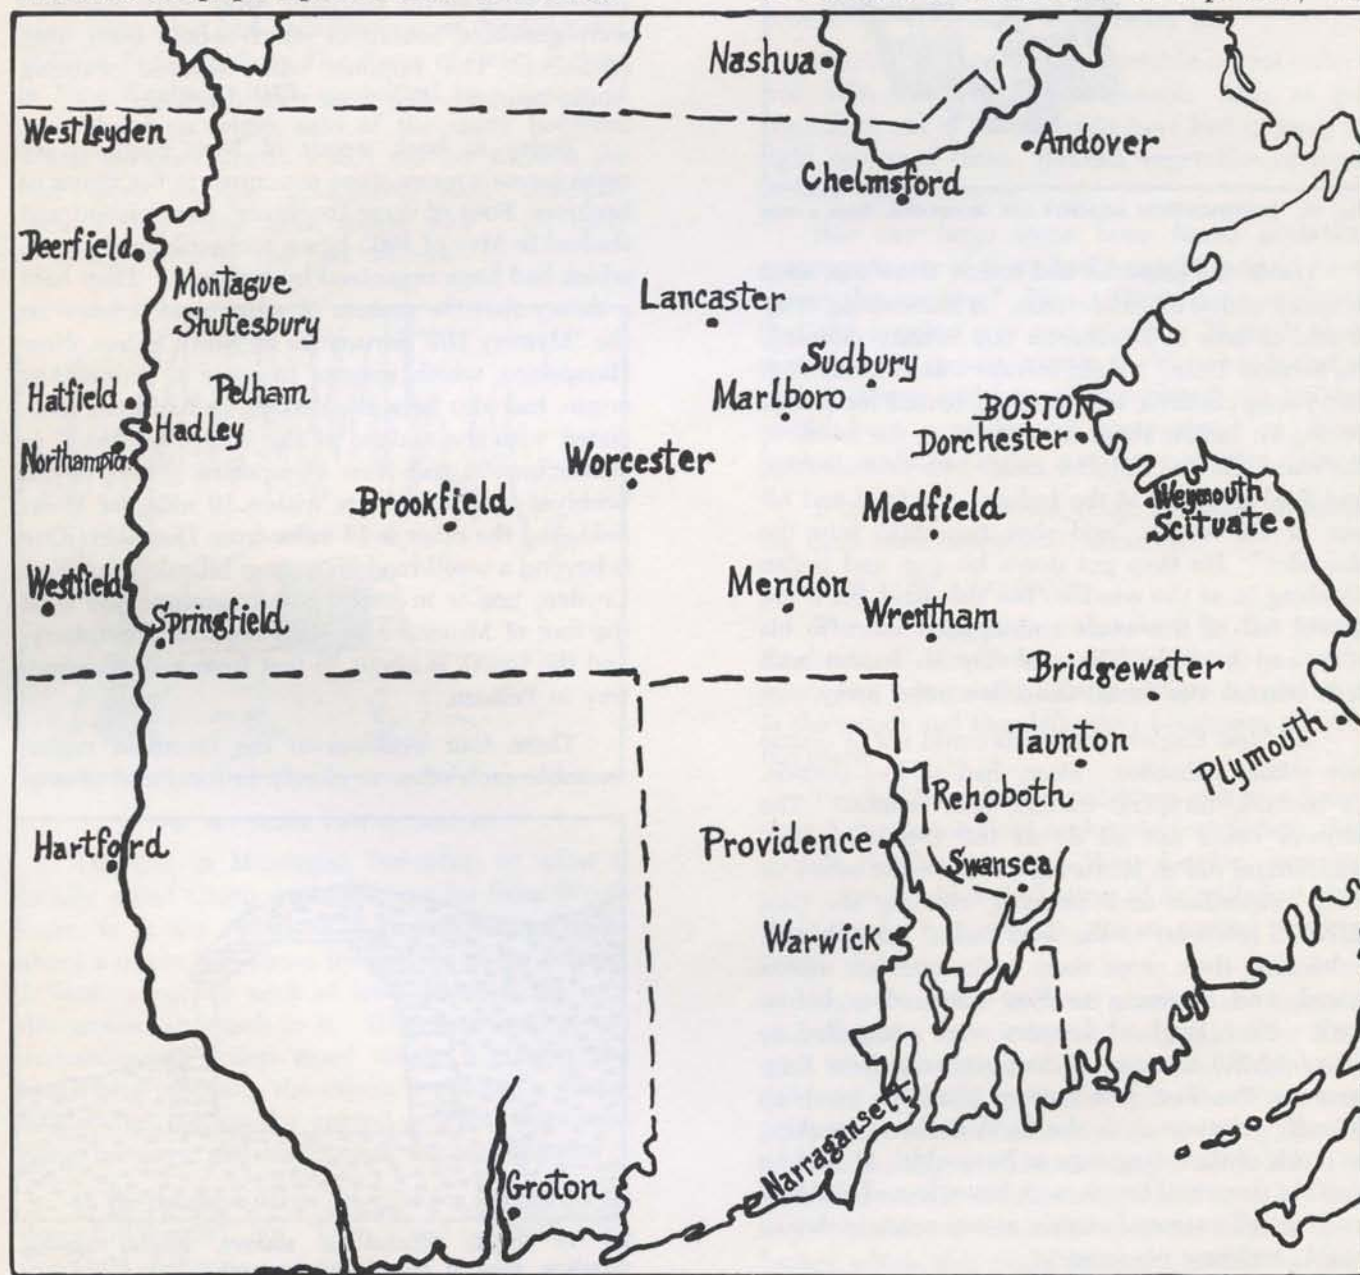 Nashua
West Leyden
Andover
Chelmsford
Deerfield
Montague
Shutesbury
Lancaster
Sudbury
Hatfield
Pelham
Marlboro
BOSTON
Hadley
Dorchester
Northampton
Worcester
Brookfield
Medfield
Weymouth
Scituate
Westfield
Mendon
Springfield
Wrentham
Bridgewater
Taunton
Plymouth
Rehoboth
Hartford
Providence
Swansea
Warwick
Narragansett
Groton